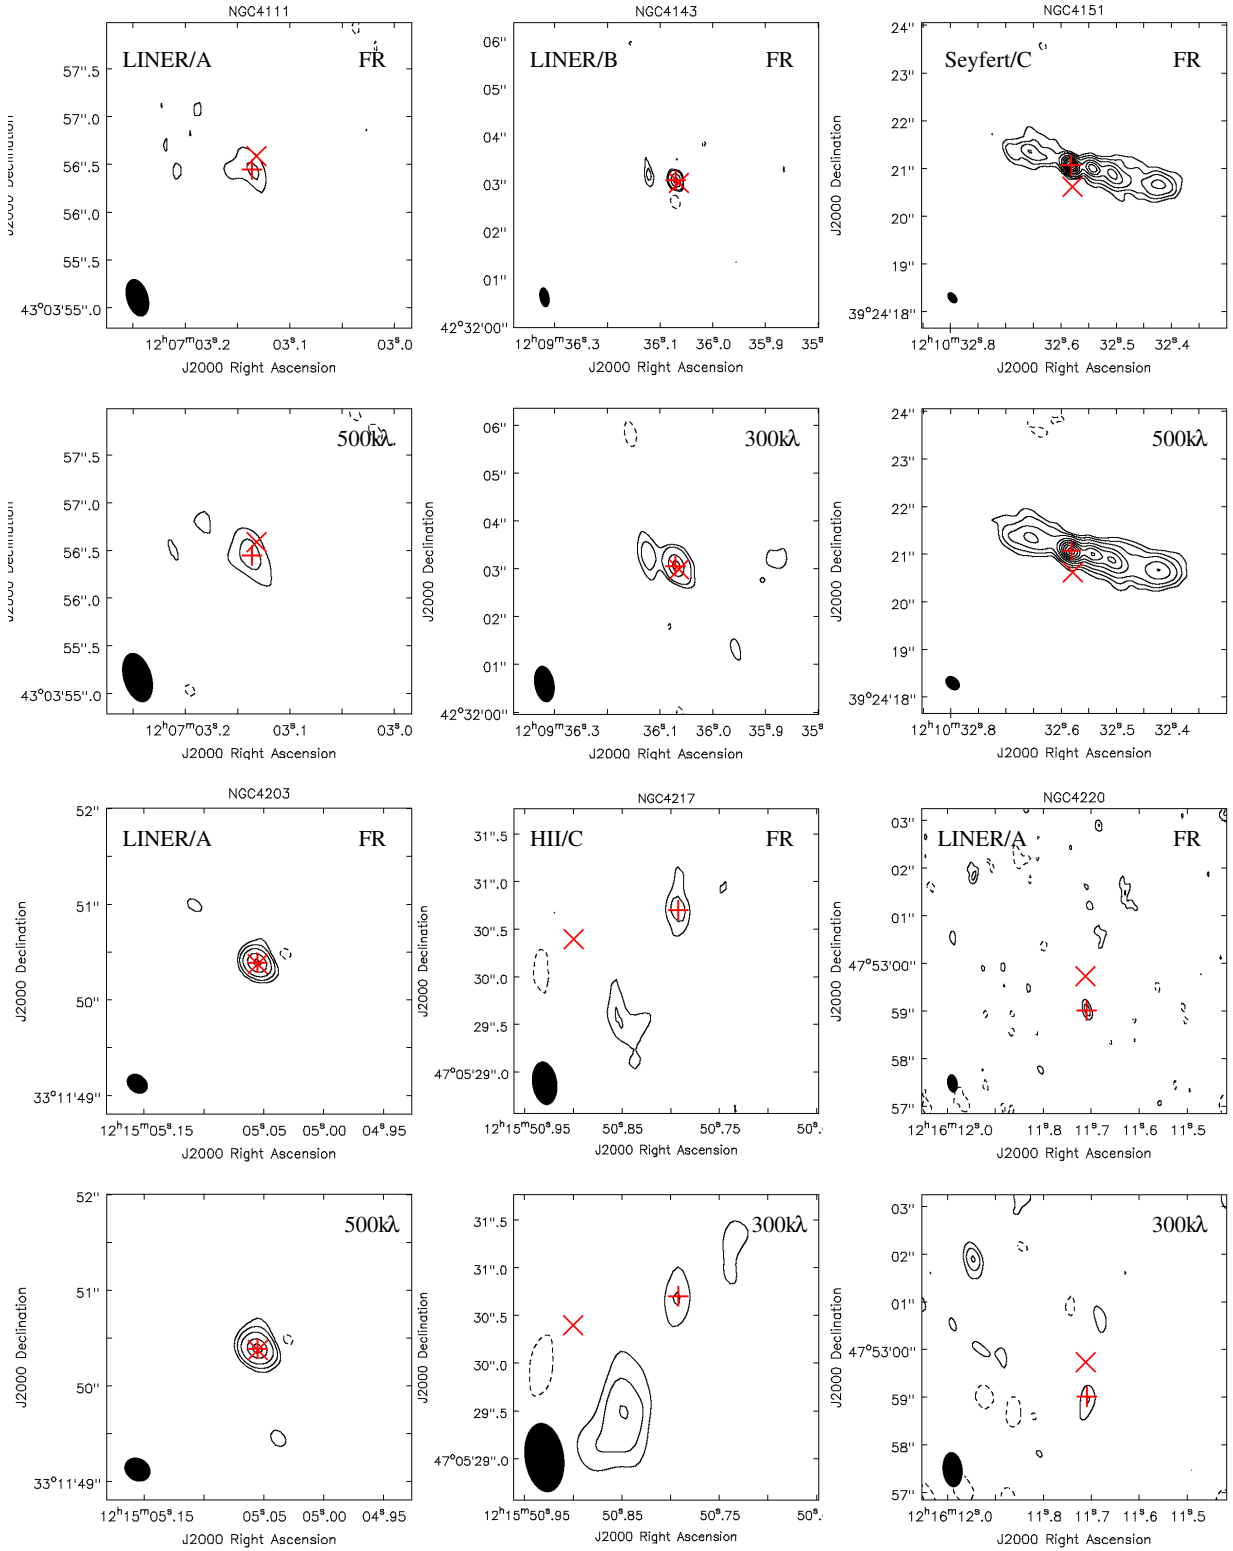 NGC4111
LINER/A FR
57".5
57".0
56".5
56".0
55".5
43°03'55".0
12ʰ07ᵐ03ˢ.2 03ˢ.1 03ˢ.0
J2000 Right Ascension
J2000 Declination
NGC4143
LINER/B FR
06"
05"
04"
03"
02"
01"
42°32'00"
12ʰ09ᵐ36ˢ.3 36ˢ.1 36ˢ.0 35ˢ.9 35ˢ
J2000 Right Ascension
NGC4151
Seyfert/C FR
24"
23"
22"
21"
20"
19"
39°24'18"
12ʰ10ᵐ32ˢ.8 32ˢ.6 32ˢ.5 32ˢ.4
J2000 Right Ascension
J2000 Declination
500kλ
57".5
57".0
56".5
56".0
55".5
43°03'55".0
12ʰ07ᵐ03ˢ.2 03ˢ.1 03ˢ.0
J2000 Right Ascension
J2000 Declination
300kλ
06"
05"
04"
03"
02"
01"
42°32'00"
12ʰ09ᵐ36ˢ.3 36ˢ.1 36ˢ.0 35ˢ.9 35ˢ
J2000 Right Ascension
J2000 Declination
500kλ
24"
23"
22"
21"
20"
19"
39°24'18"
12ʰ10ᵐ32ˢ.8 32ˢ.6 32ˢ.5 32ˢ.4
J2000 Right Ascension
J2000 Declination
NGC4203
LINER/A FR
52"
51"
50"
33°11'49"
12ʰ15ᵐ05ˢ.15 05ˢ.05 05ˢ.00 04ˢ.95
J2000 Right Ascension
J2000 Declination
NGC4217
HII/C FR
31".5
31".0
30".5
30".0
29".5
47°05'29".0
12ʰ15ᵐ50ˢ.95 50ˢ.85 50ˢ.75 50ˢ.
J2000 Right Ascension
J2000 Declination
NGC4220
LINER/A FR
03"
02"
01"
47°53'00"
59"
58"
57"
12ʰ16ᵐ12ˢ.0 11ˢ.8 11ˢ.7 11ˢ.6 11ˢ.5
J2000 Right Ascension
J2000 Declination
500kλ
52"
51"
50"
33°11'49"
12ʰ15ᵐ05ˢ.15 05ˢ.05 05ˢ.00 04ˢ.95
J2000 Right Ascension
J2000 Declination
300kλ
31".5
31".0
30".5
30".0
29".5
47°05'29".0
12ʰ15ᵐ50ˢ.95 50ˢ.85 50ˢ.75 50ˢ.
J2000 Right Ascension
J2000 Declination
300kλ
03"
02"
01"
47°53'00"
59"
58"
57"
12ʰ16ᵐ12ˢ.0 11ˢ.8 11ˢ.7 11ˢ.6 11ˢ.5
J2000 Right Ascension
J2000 Declination